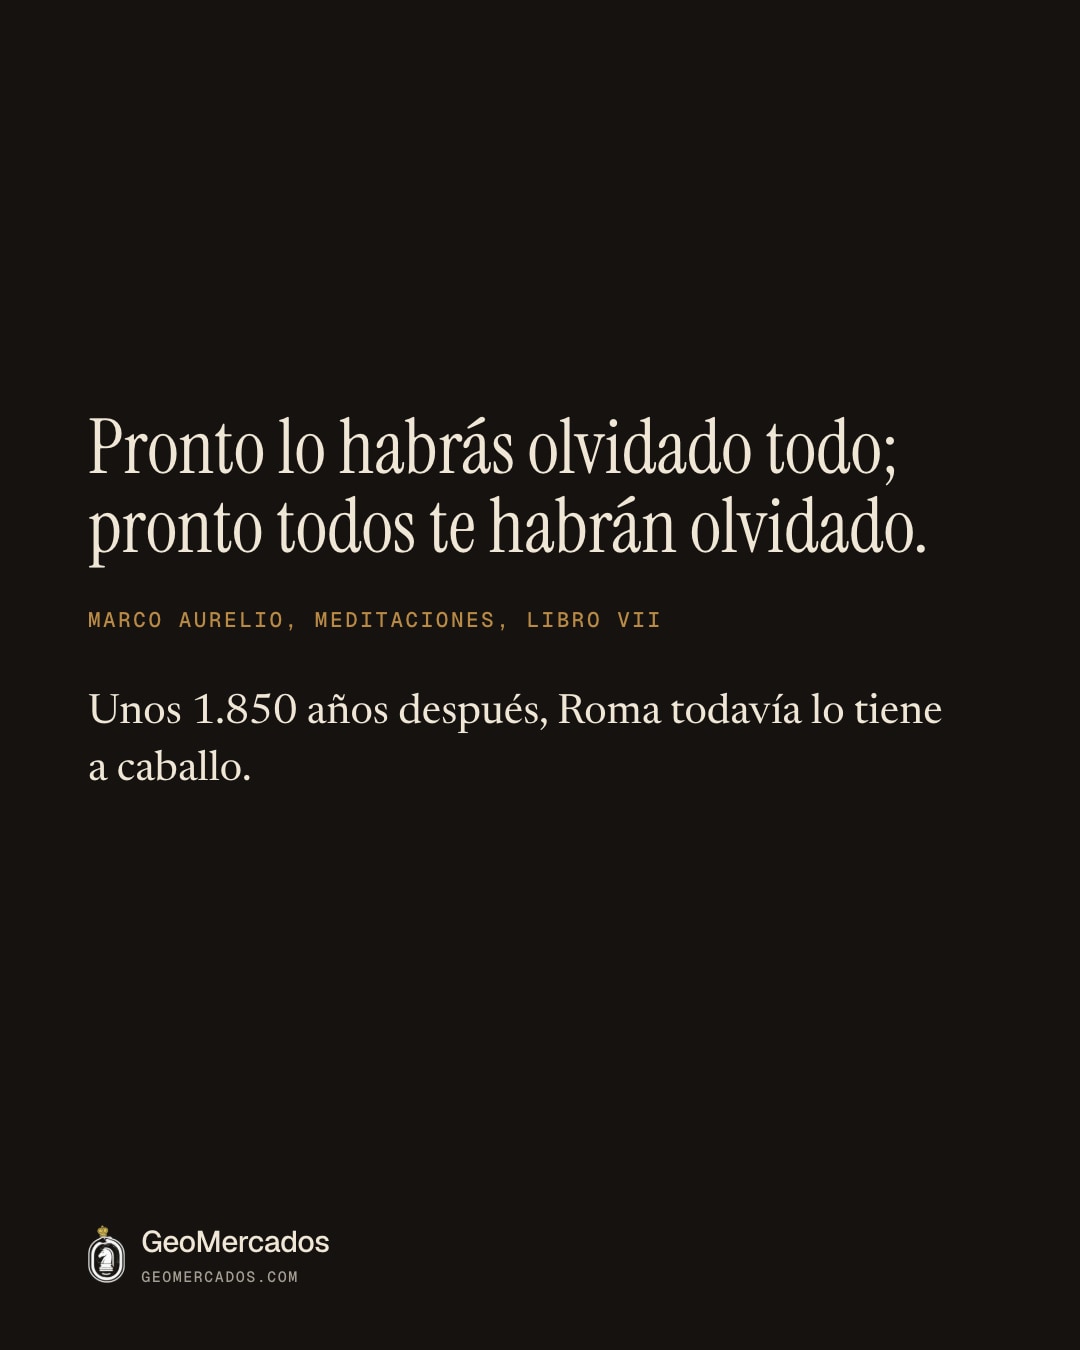 Pronto lo habrás olvidado todo;
pronto todos te habrán olvidado.
MARCO AURELIO, MEDITACIONES, LIBRO VII
Unos 1.850 años después, Roma todavía lo tiene
a caballo.
GeoMercados
GEOMERCADOS.COM